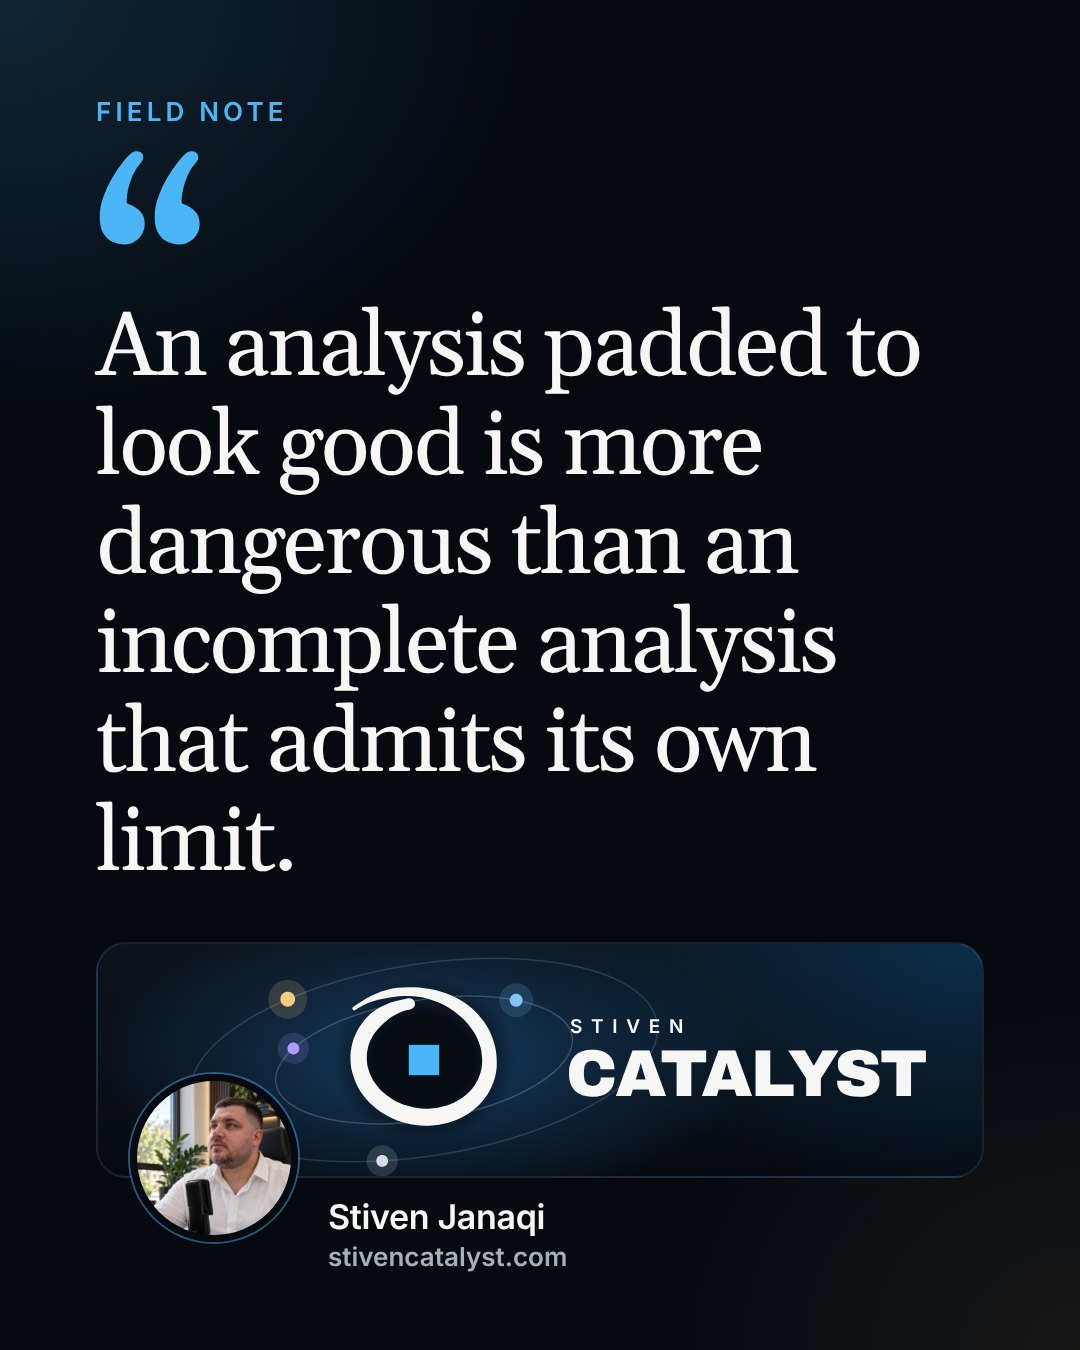 FIELD NOTE
“
An analysis padded to
look good is more
dangerous than an
incomplete analysis
that admits its own
limit.
STIVEN
CATALYST
Stiven Janaqi
stivencatalyst.com